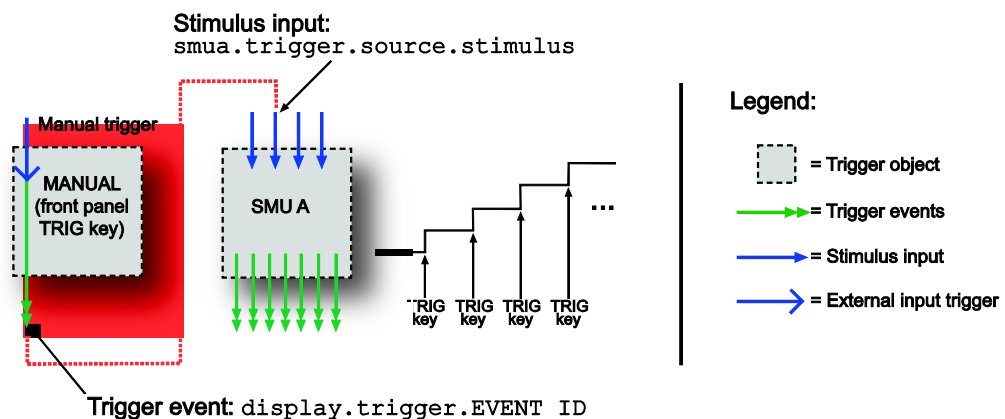 Stimulus input:
smua.trigger.source.stimulus
Manual trigger
MANUAL
(front panel
TRIG key)
SMU A
...
TRIG
key
TRIG
key
TRIG
key
TRIG
key
Trigger event: display.trigger.EVENT_ID
Legend:
= Trigger object
= Trigger events
= Stimulus input
= External input trigger